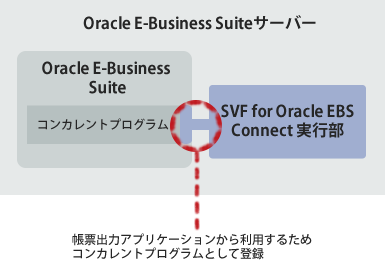 Oracle E-Business Suiteサーバー
Oracle E-Business
Suite
コンカレントプログラム
SVF for Oracle EBS
Connect 実行部
帳票出力アプリケーションから利用するため
コンカレントプログラムとして登録